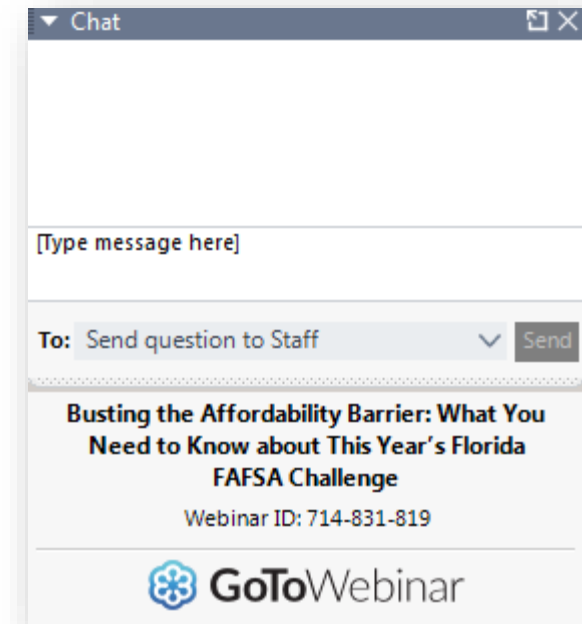 Chat
[Type message here]
To: Send question to Staff Send
Busting the Affordability Barrier: What You
Need to Know about This Year's Florida
FAFSA Challenge
Webinar ID: 714-831-819
GoToWebinar